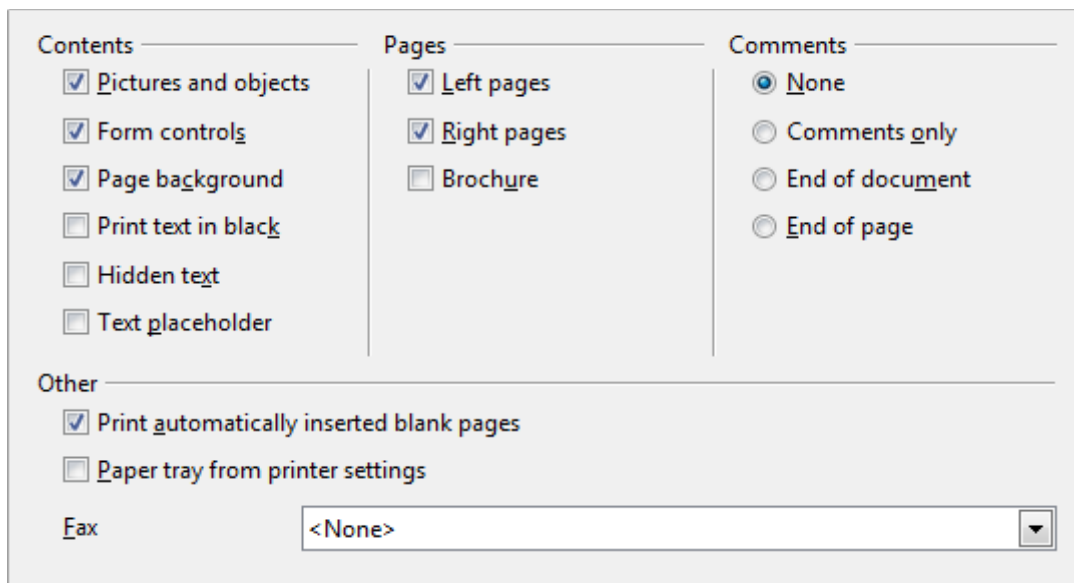 Contents
Pictures and objects
Form controls
Page background
Print text in black
Hidden text
Text placeholder
Pages
Left pages
Right pages
Brochure
Comments
None
Comments only
End of document
End of page
Other
Print automatically inserted blank pages
Paper tray from printer settings
Fax <None>